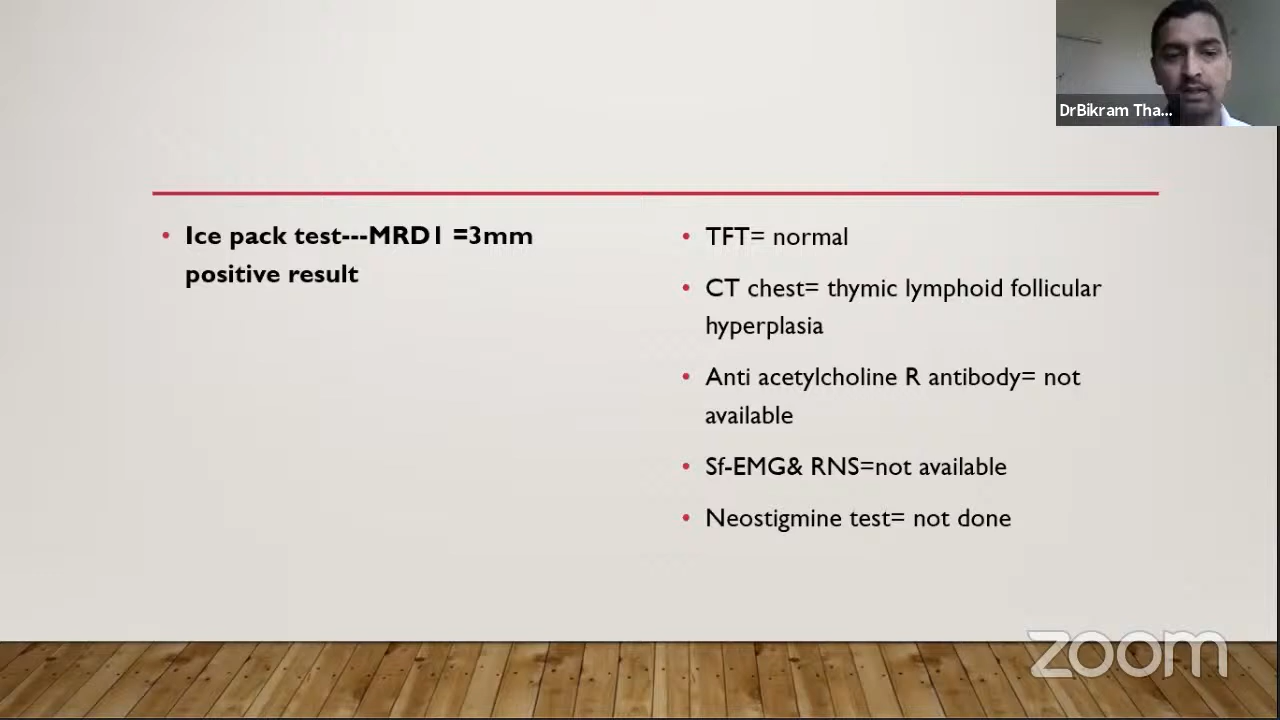 DrBikram Tha...
Ice pack test---MRD1 =3mm
positive result
TFT= normal
CT chest= thymic lymphoid follicular
hyperplasia
Anti acetylcholine R antibody= not
available
Sf-EMG& RNS=not available
Neostigmine test= not done
zoom